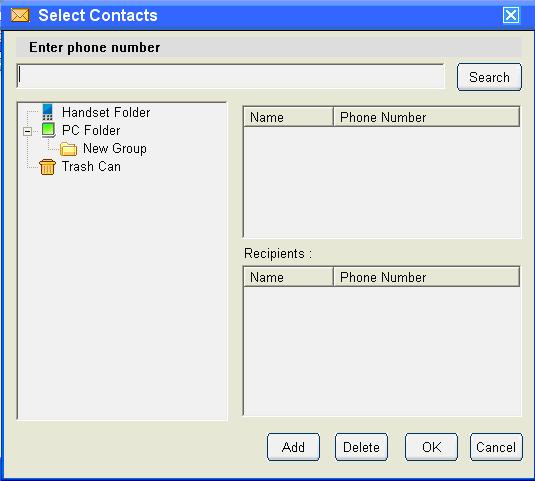 Select Contacts
Enter phone number
Search
Handset Folder
PC Folder
New Group
Trash Can
Name Phone Number
Recipients :
Name Phone Number
Add Delete OK Cancel